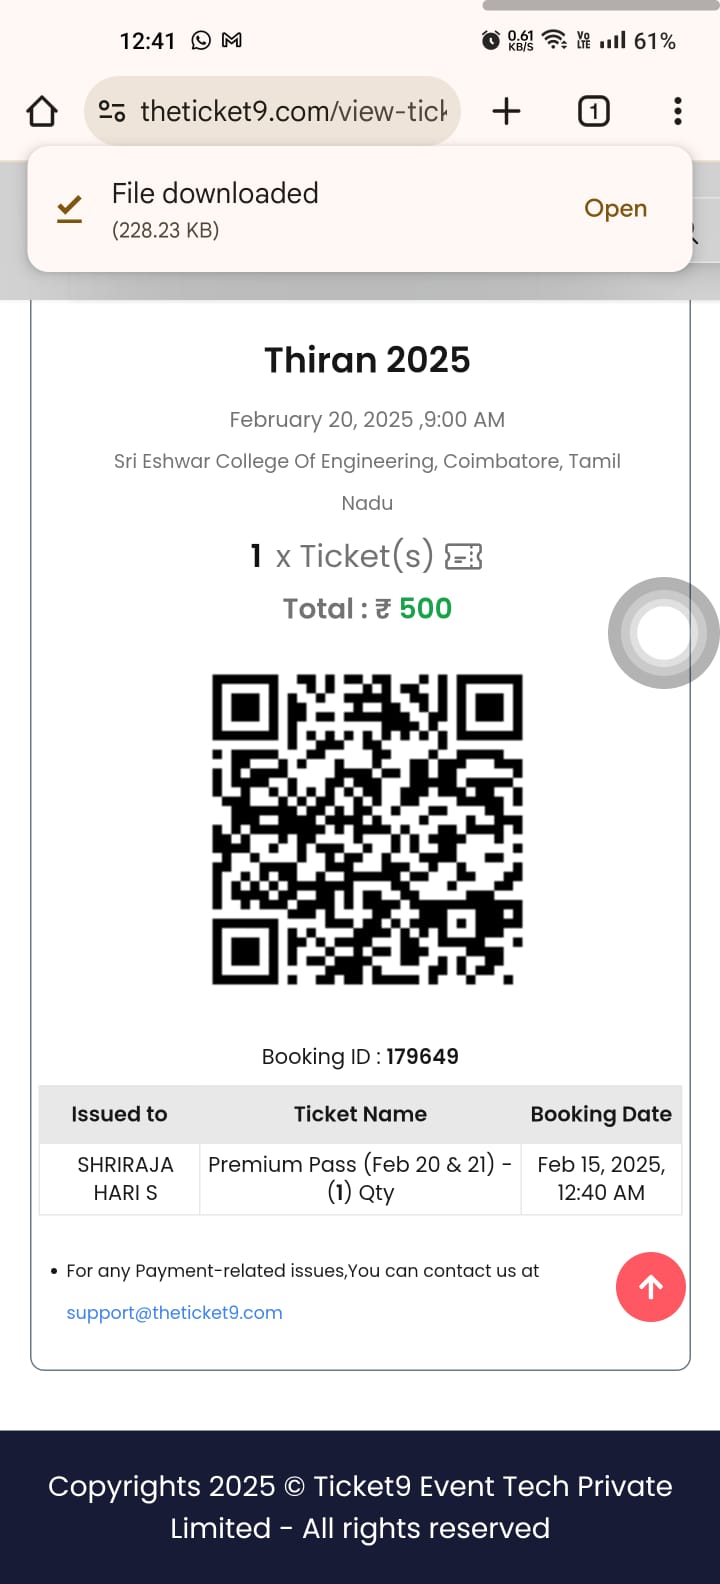 12:41
0.61 KB/S
Vo LTE
61%
theticket9.com/view-tick
1
File downloaded
(228.23 KB)
Open
Thiran 2025
February 20, 2025 ,9:00 AM
Sri Eshwar College Of Engineering, Coimbatore, Tamil
Nadu
1 x Ticket(s)
Total : ₹ 500
Booking ID : 179649
Issued to Ticket Name Booking Date
SHRIRAJA Premium Pass (Feb 20 & 21) - Feb 15, 2025,
HARI S (1) Qty 12:40 AM
• For any Payment-related issues,You can contact us at
support@theticket9.com
Copyrights 2025 © Ticket9 Event Tech Private
Limited - All rights reserved